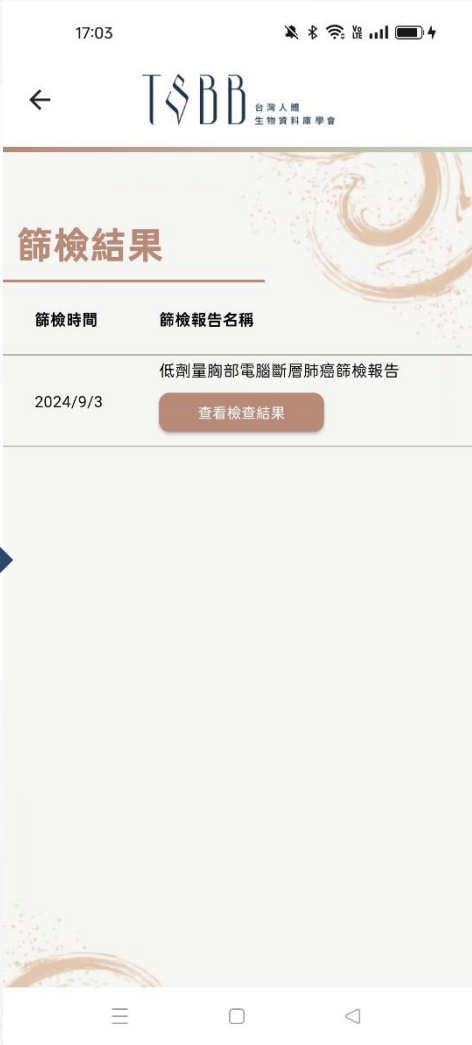 17:03
VoLTE
TSBB
台灣人體
生物資料庫學會
篩檢結果
篩檢時間 篩檢報告名稱
低劑量胸部電腦斷層肺癌篩檢報告
2024/9/3
查看檢查結果